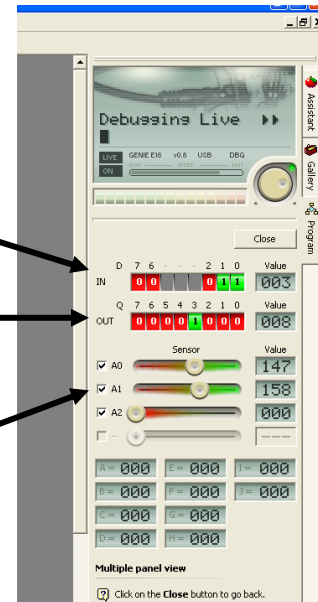 Debugging Live
LIVE GENIE E18 v0.8 USB DBG
ON SLOW SPEED FAST
Assistant
Gallery
Program
Close
D 7 6 - - - 2 1 0 Value
IN 0 0 0 1 1 003
Q 7 6 5 4 3 2 1 0 Value
OUT 0 0 0 0 1 0 0 0 008
Sensor Value
A0 147
A1 158
A2 000
-- ---
A = 000 E = 000 I = 000
B = 000 F = 000 J = 000
C = 000 G = 000
D = 000 H = 000
Multiple panel view
Click on the Close button to go back.